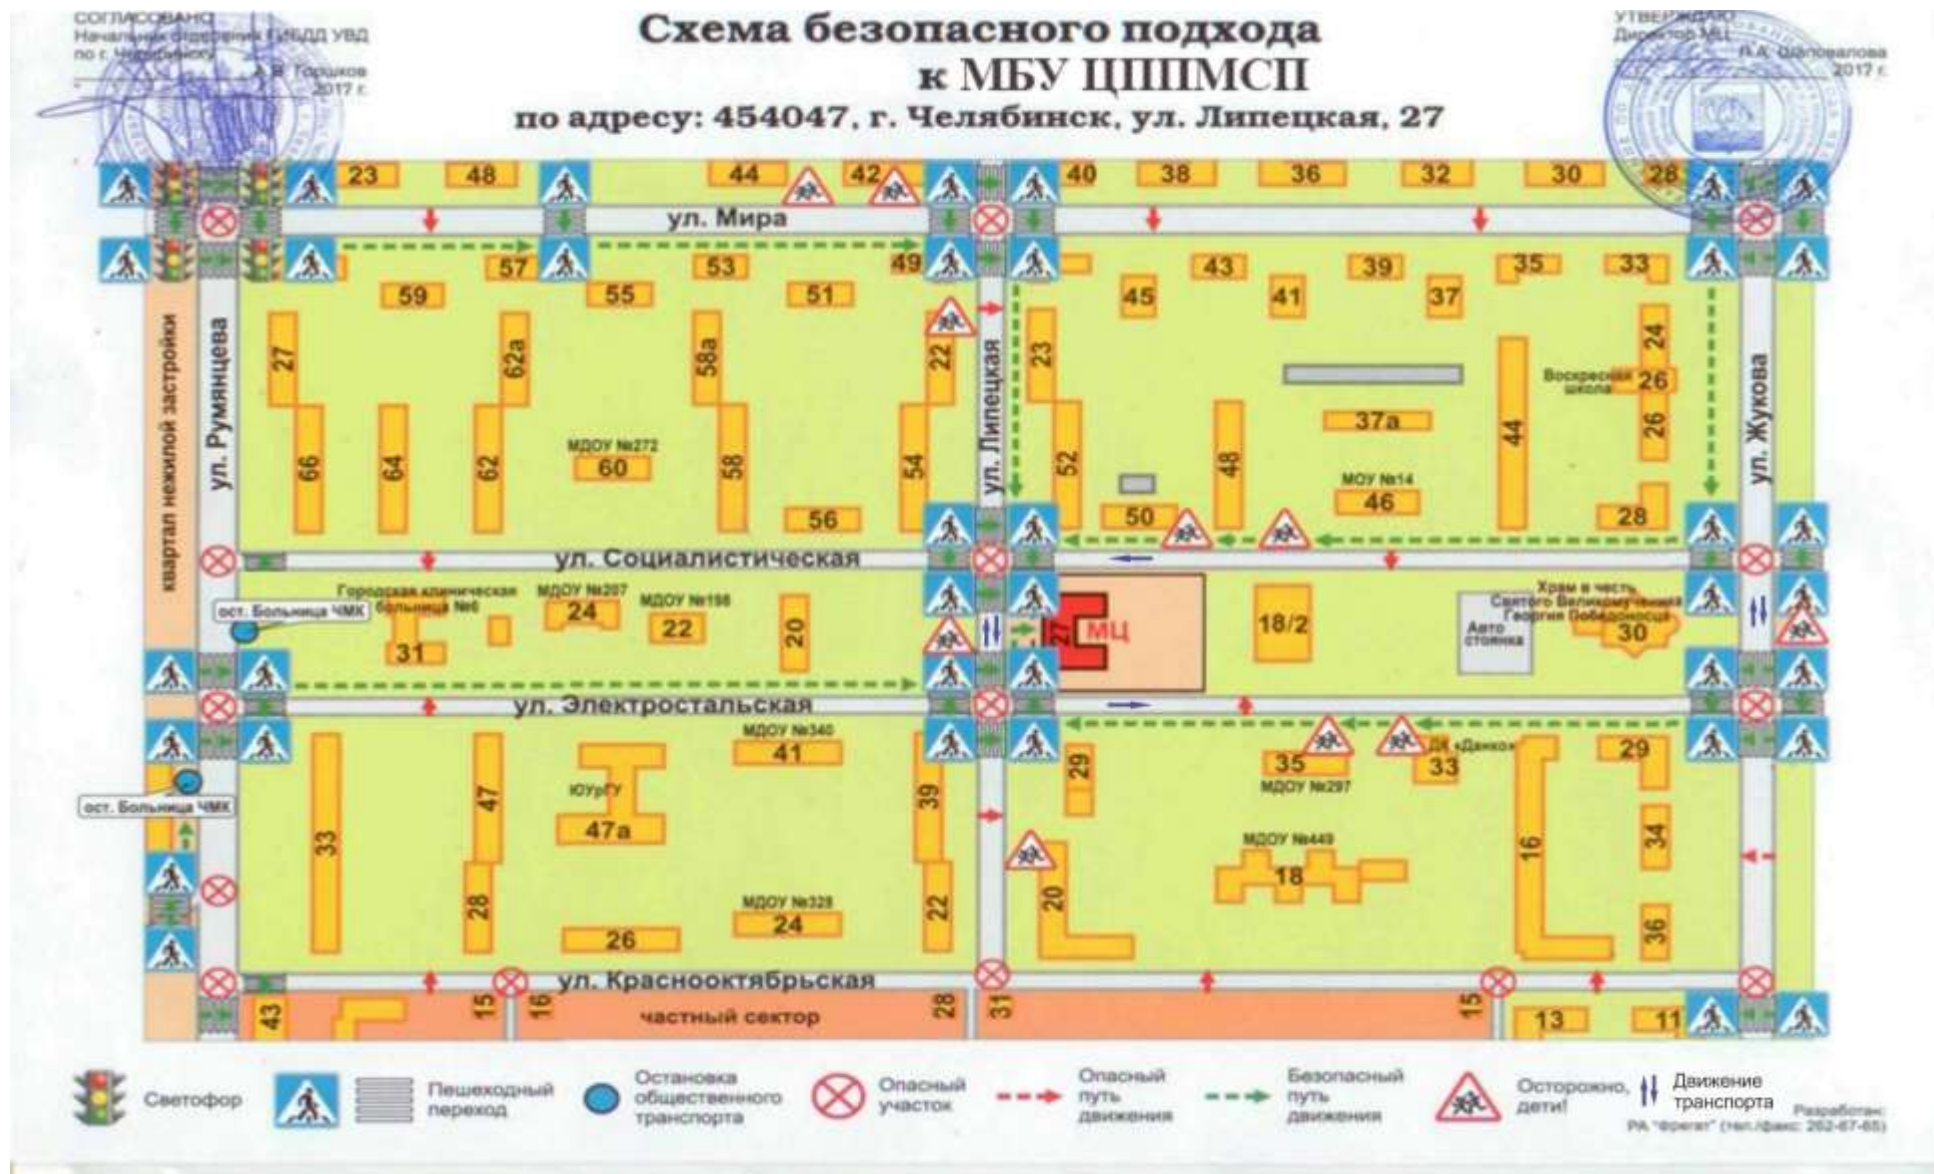 СОГЛАСОВАНО
Начальник отделения ГИБДД УВД
по г. Челябинску
А.В. Горшков
2017 г.
УТВЕРЖДАЮ
Директор МЦ
Л.А. Шаповалова
2017 г.
Схема безопасного подхода
к МБУ ЦППМСП
по адресу: 454047, г. Челябинск, ул. Липецкая, 27
23 48 44 42 40 38 36 32 30 28
ул. Мира
57 53 49 43 39 35 33
59 55 51 45 41 37
квартал нежилой застройки
ул. Румянцева
27 62а 58а 22
ул. Липецкая
23 24
Воскресная
школа
26
ул. Жукова
66 64 62
МДОУ №272
60
58 54 52 48
37а
44 26
МОУ №14
46
56 50 28
ул. Социалистическая
ост. Больница ЧМК
Городская клиническая
больница №6
31
МДОУ №207
24
МДОУ №198
22
20
27 МЦ
18/2
Авто
стоянка
Храм в честь
Святого Великомученика
Георгия Победоносца
30
ул. Электростальская
ост. Больница ЧМК
33 47
ЮУрГУ
47а
МДОУ №340
41
39 29
35
МДОУ №297
ДК «Данко»
33
29
34
28 26
МДОУ №328
24
22 20
МДОУ №449
18
16 36
ул. Краснооктябрьская
43 15 16
частный сектор
28 31 15 13 11
Светофор
Пешеходный
переход
Остановка
общественного
транспорта
Опасный
участок
Опасный
путь
движения
Безопасный
путь
движения
Осторожно,
дети!
Движение
транспорта
Разработан:
РА "Фрегат" (тел./факс: 262-67-65)